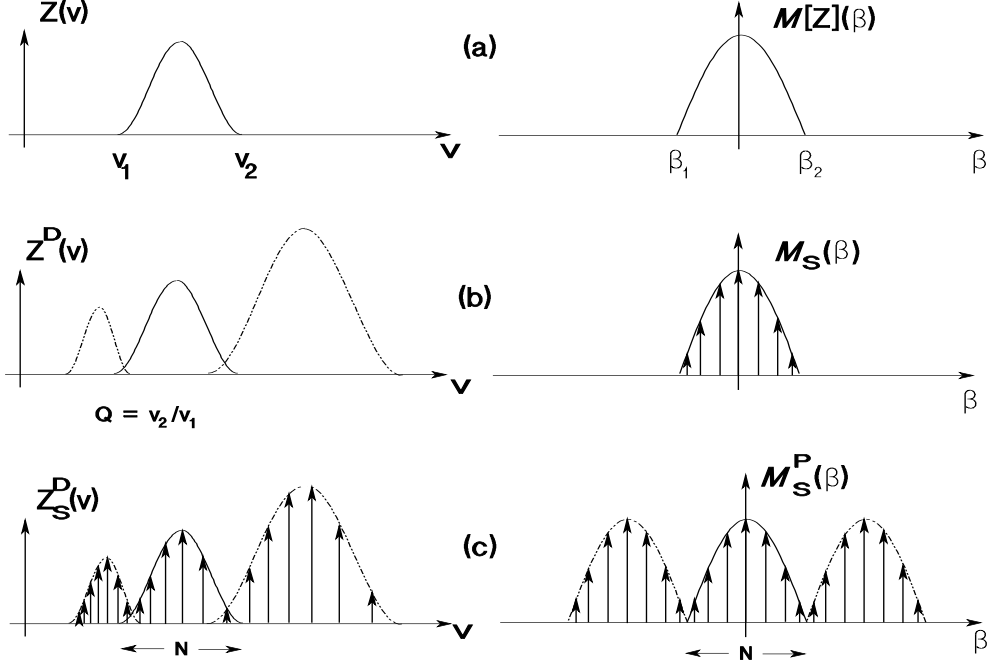 Z(v)
v
v1
v2
(a)
M[Z](β)
β1
β2
β
Z^D(v)
v
Q = v2/v1
(b)
M_S(β)
β
Z_S^D(v)
v
N
(c)
M_S^P(β)
N
β